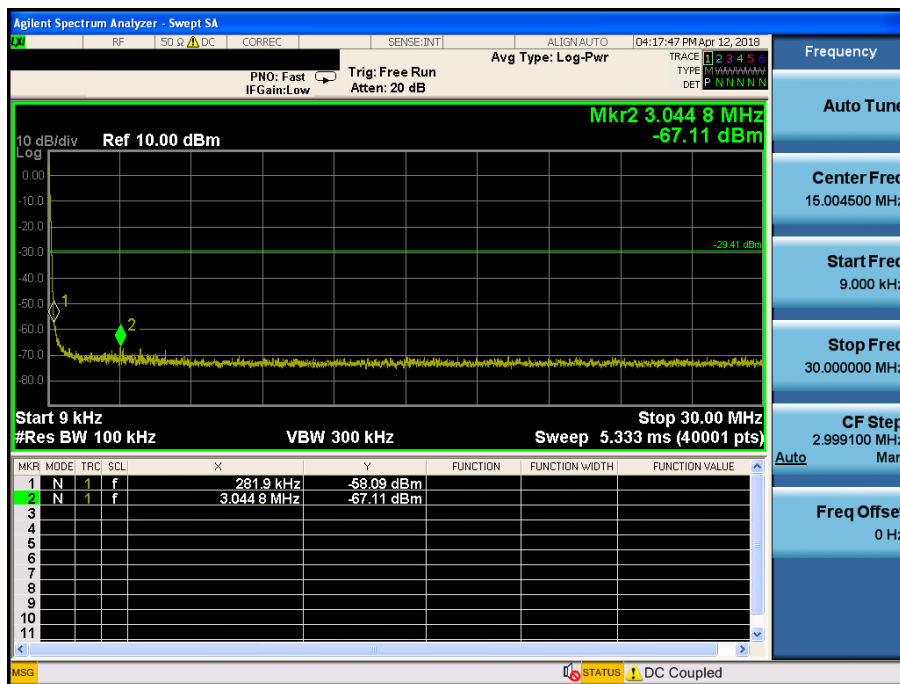 Agilent Spectrum Analyzer - Swept SA
LXI RF 50 Ω DC CORREC SENSE:INT ALIGNAUTO 04:17:47 PM Apr 12, 2018
PNO: Fast
IFGain:Low
Trig: Free Run
Atten: 20 dB
Avg Type: Log-Pwr
TRACE 1 2 3 4 5 6
TYPE M
DET P N N N N N
Frequency
Auto Tune
Center Freq
15.004500 MHz
Start Freq
9.000 kHz
Stop Freq
30.000000 MHz
CF Step
2.999100 MHz
Auto Man
Freq Offset
0 Hz
Mkr2 3.044 8 MHz
-67.11 dBm
10 dB/div Ref 10.00 dBm
Log
0.00
-10.0
-20.0
-30.0
-40.0
-50.0
-60.0
-70.0
-80.0
-29.41 dBm
1
2
Start 9 kHz Stop 30.00 MHz
#Res BW 100 kHz VBW 300 kHz Sweep 5.333 ms (40001 pts)
MKR MODE TRC SCL X Y FUNCTION FUNCTION WIDTH FUNCTION VALUE
1 N 1 f 281.9 kHz -58.09 dBm
2 N 1 f 3.044 8 MHz -67.11 dBm
3
4
5
6
7
8
9
10
11
MSG STATUS DC Coupled